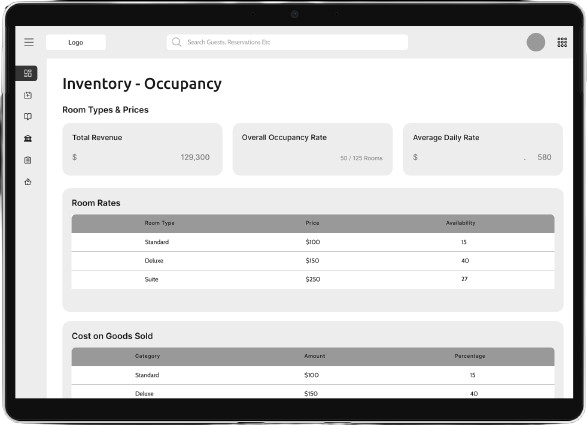 Logo
Search Guests, Reservations Etc
Inventory - Occupancy
Room Types & Prices
Total Revenue
$ 129,300
Overall Occupancy Rate
50 / 125 Rooms
Average Daily Rate
$ . 580
Room Rates
Room Type Price Availability
Standard $100 15
Deluxe $150 40
Suite $250 27
Cost on Goods Sold
Category Amount Percentage
Standard $100 15
Deluxe $150 40